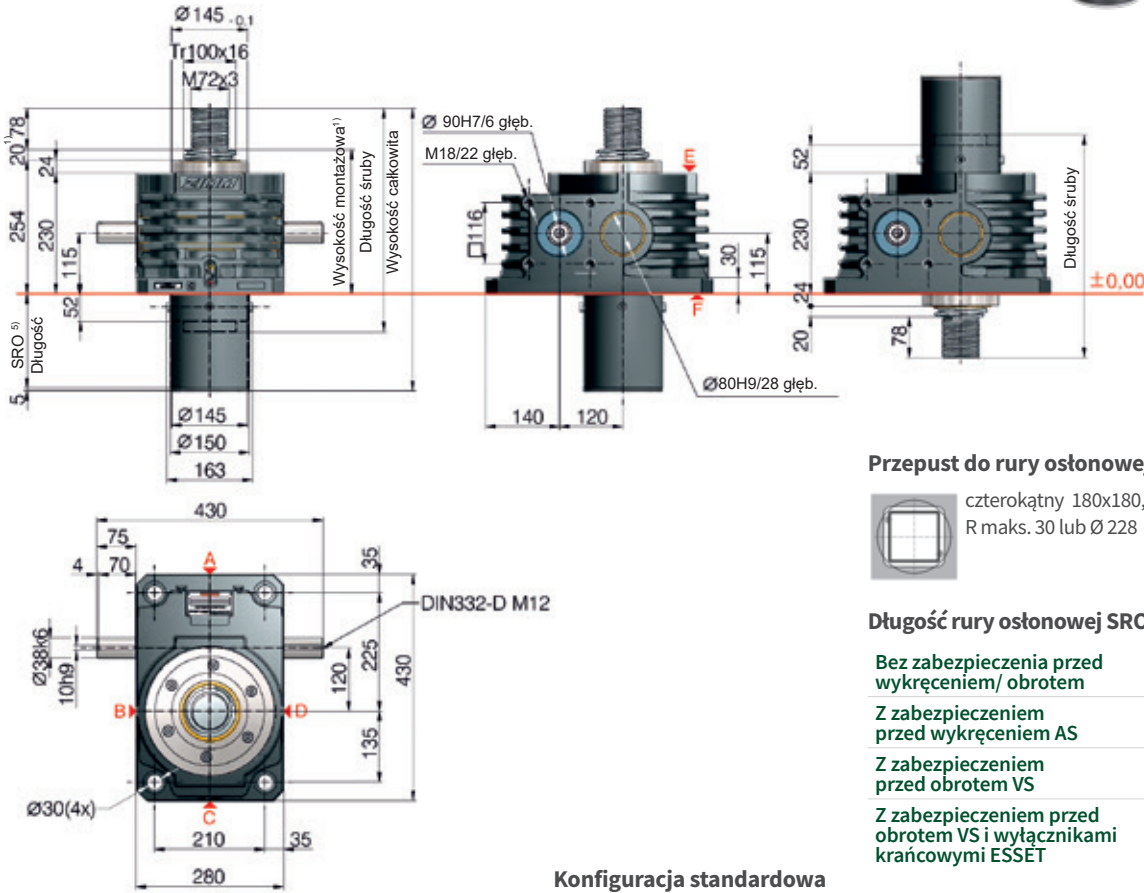 Ø 145 -0,1
Tr100x16
M72x3
78
20 1)
24
254
230
115
52
SRO 5)
Długość
5
Wysokość montażowa 1)
Długość śruby
Wysokość całkowita
ZIMM
Ø145
Ø150
163
Ø 90H7/6 głęb.
M18/22 głęb.
□116
E
30
115
F
Ø80H9/28 głęb.
140
120
52
230
24
20
78
Długość śruby
±0,00
430
75
4
70
A
35
DIN332-D M12
Ø38k6
10h9
120
225
430
B
D
135
Ø30(4x)
C
210
35
280
Przepust do rury osłonowej
czterokątny 180x180,
R maks. 30 lub Ø 228
Długość rury osłonowej SRO
Bez zabezpieczenia przed
wykręceniem/ obrotem
Z zabezpieczeniem
przed wykręceniem AS
Z zabezpieczeniem
przed obrotem VS
Z zabezpieczeniem przed
obrotem VS i wyłącznikami
krańcowymi ESSET
Konfiguracja standardowa